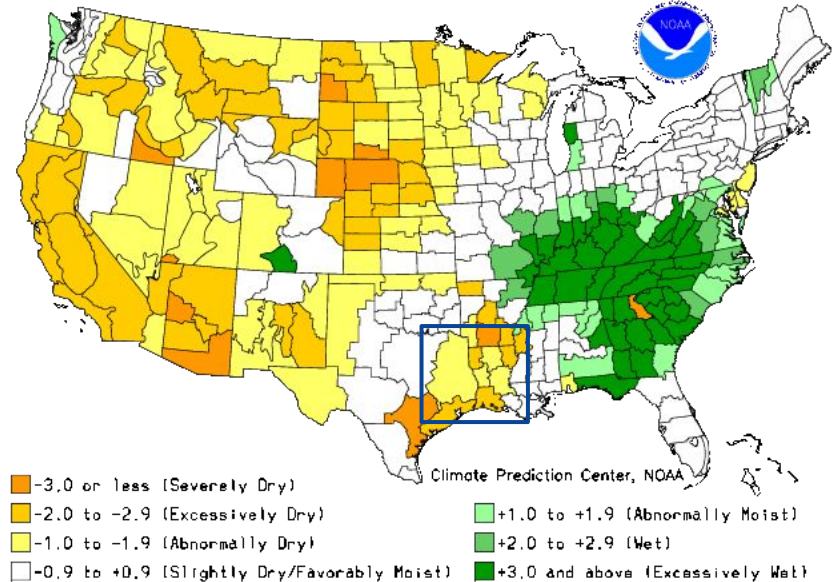 NOAA
Climate Prediction Center, NOAA
-3.0 or less (Severely Dry)
-2.0 to -2.9 (Excessively Dry)
-1.0 to -1.9 (Abnormally Dry)
-0.9 to +0.9 (Slightly Dry/Favorably Moist)
+1.0 to +1.9 (Abnormally Moist)
+2.0 to +2.9 (Wet)
+3.0 and above (Excessively Wet)